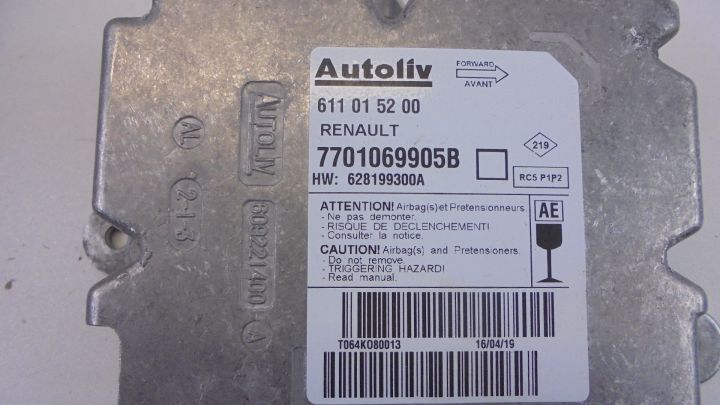 Autoliv
FORWARD
AVANT
611 01 52 00
RENAULT
7701069905B
219
HW: 628199300A
RC5 P1P2
ATTENTION! Airbag(s)et Pretensionneurs.
- Ne pas demonter.
- RISQUE DE DECLENCHEMENT!
- Consulter la notice.
AE
CAUTION! Airbag(s) and Pretensioners.
- Do not remove.
- TRIGGERING HAZARD!
- Read manual.
T064KO80013
16/04/19
AUTOLIV
609221400
A
AL
2-1-3